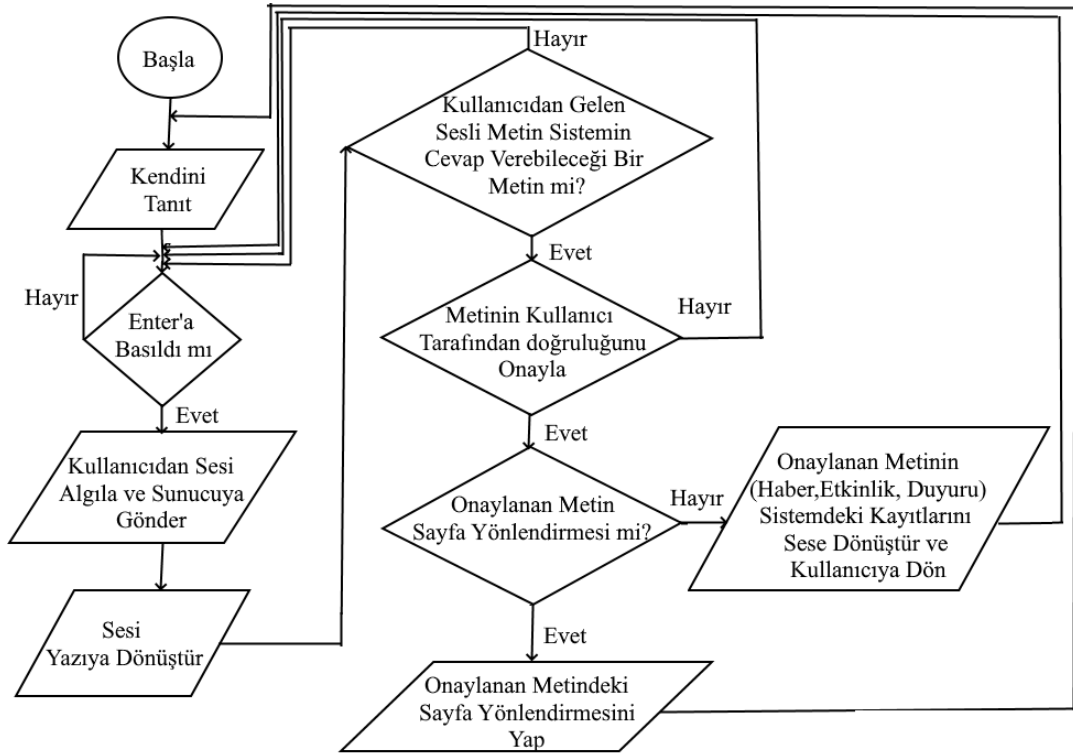 Başla
Kendini
Tanıt
Hayır
Enter'a
Basıldı mı
Evet
Kullanıcıdan Sesi
Algıla ve Sunucuya
Gönder
Sesi
Yazıya Dönüştür
Hayır
Kullanıcıdan Gelen
Sesli Metin Sistemin
Cevap Verebileceği Bir
Metin mi?
Evet
Metinin Kullanıcı
Tarafından doğruluğunu
Onayla
Hayır
Evet
Onaylanan Metin
Sayfa Yönlendirmesi mi?
Hayır
Onaylanan Metinin
(Haber,Etkinlik, Duyuru)
Sistemdeki Kayıtlarını
Sese Dönüştür ve
Kullanıcıya Dön
Evet
Onaylanan Metindeki
Sayfa Yönlendirmesini
Yap